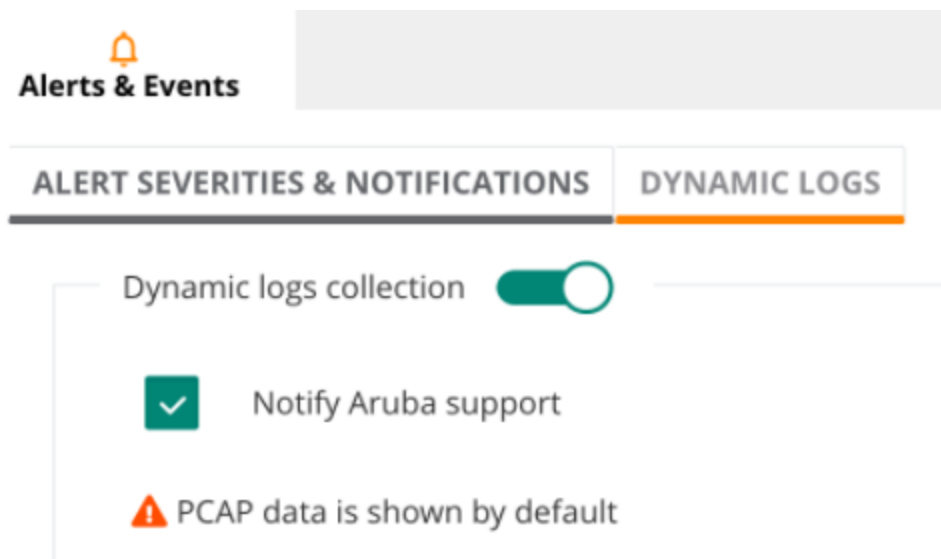 Alerts & Events
ALERT SEVERITIES & NOTIFICATIONS
DYNAMIC LOGS
Dynamic logs collection
Notify Aruba support
PCAP data is shown by default